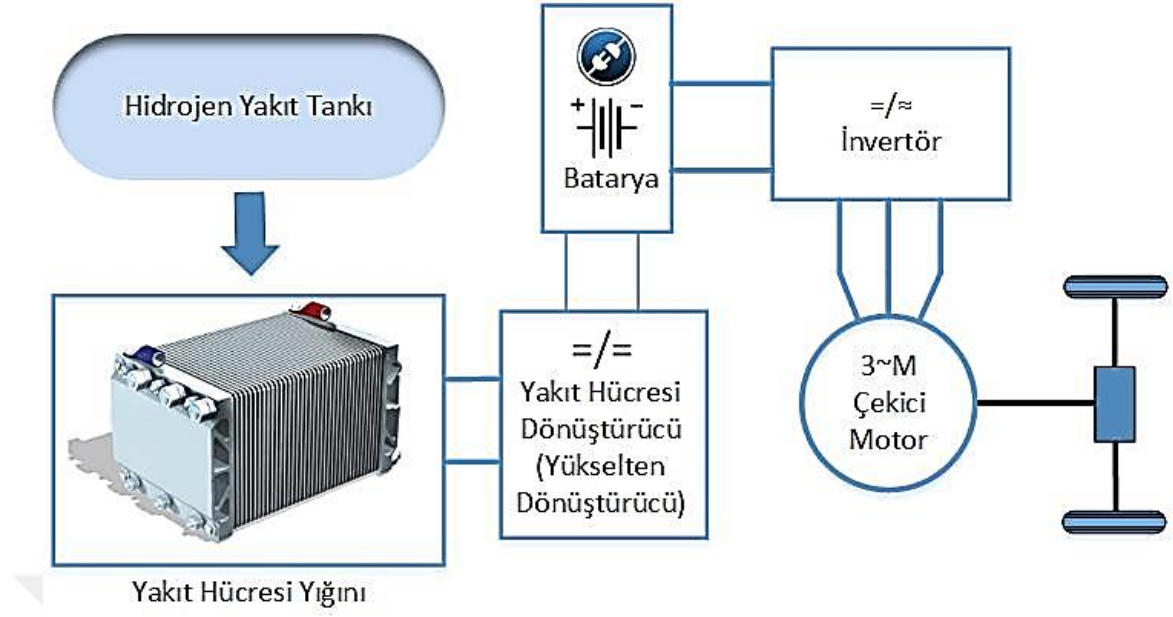 Hidrojen Yakıt Tankı
+ -
Batarya
=/≈
İnvertör
=/=
Yakıt Hücresi
Dönüştürücü
(Yükselten
Dönüştürücü)
3~M
Çekici
Motor
Yakıt Hücresi Yığını